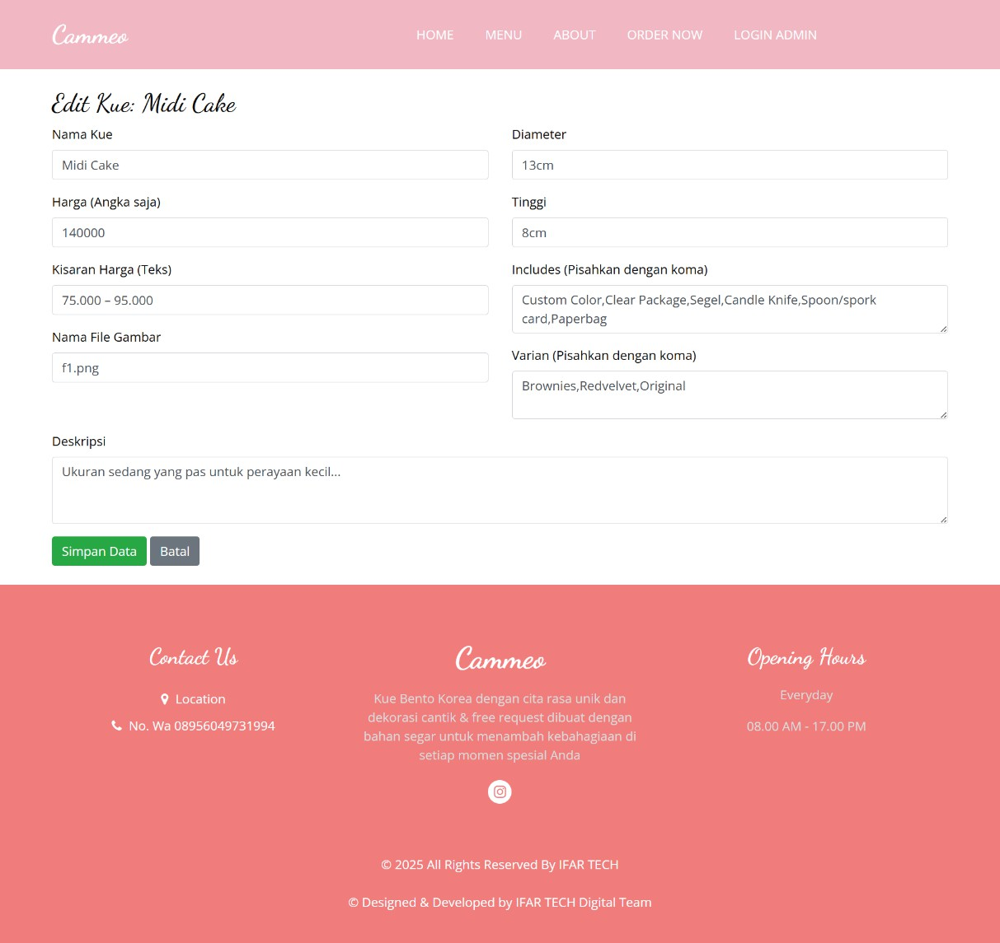 Cammeo
HOME MENU ABOUT ORDER NOW LOGIN ADMIN
Edit Kue: Midi Cake
Nama Kue
Midi Cake
Harga (Angka saja)
140000
Kisaran Harga (Teks)
75.000 – 95.000
Nama File Gambar
f1.png
Diameter
13cm
Tinggi
8cm
Includes (Pisahkan dengan koma)
Custom Color,Clear Package,Segel,Candle Knife,Spoon/spork
card,Paperbag
Varian (Pisahkan dengan koma)
Brownies,Redvelvet,Original
Deskripsi
Ukuran sedang yang pas untuk perayaan kecil...
Simpan Data Batal
Contact Us
Location
No. Wa 08956049731994
Cammeo
Kue Bento Korea dengan cita rasa unik dan
dekorasi cantik & free request dibuat dengan
bahan segar untuk menambah kebahagiaan di
setiap momen spesial Anda
Opening Hours
Everyday
08.00 AM - 17.00 PM
© 2025 All Rights Reserved By IFAR TECH
© Designed & Developed by IFAR TECH Digital Team